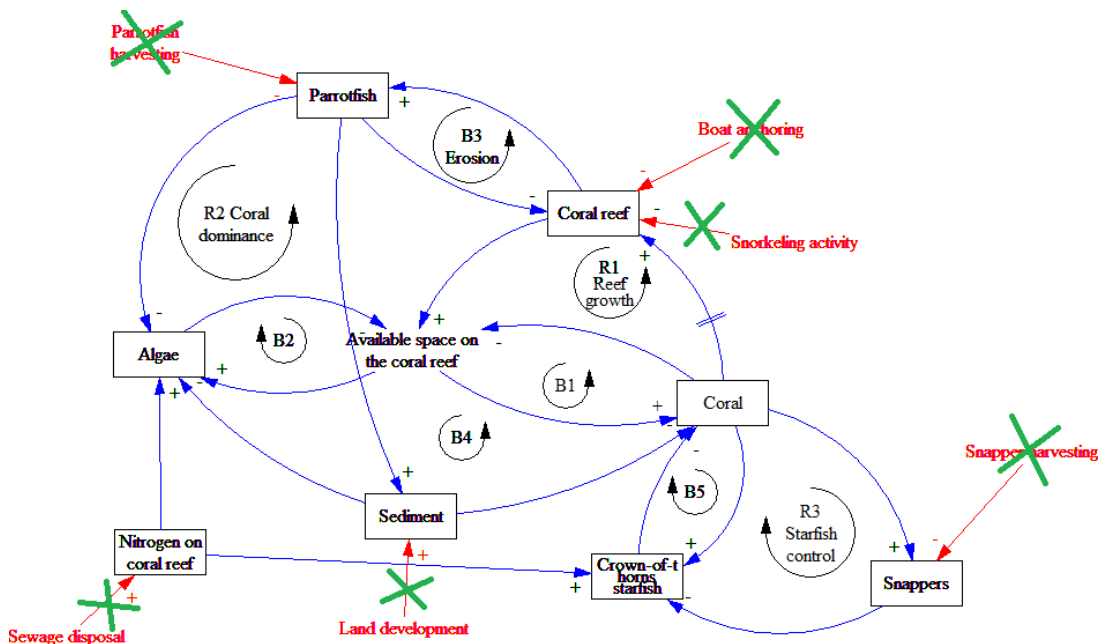 Parrotfish
harvesting
-
Parrotfish
+
B3
Erosion
Boat anchoring
-
-
Coral reef
-
Snorkeling activity
+
R2 Coral
dominance
R1
Reef
growth
-
Algae
B2
-
+
Available space on
the coral reef
-
+
-
+
B1
+
-
Coral
-
B4
B5
Snapper harvesting
+
Sediment
+
R3
Starfish
control
+
-
Nitrogen on
coral reef
+
Crown-of-t
horns
starfish
+
-
Snappers
+
Sewage disposal
Land development